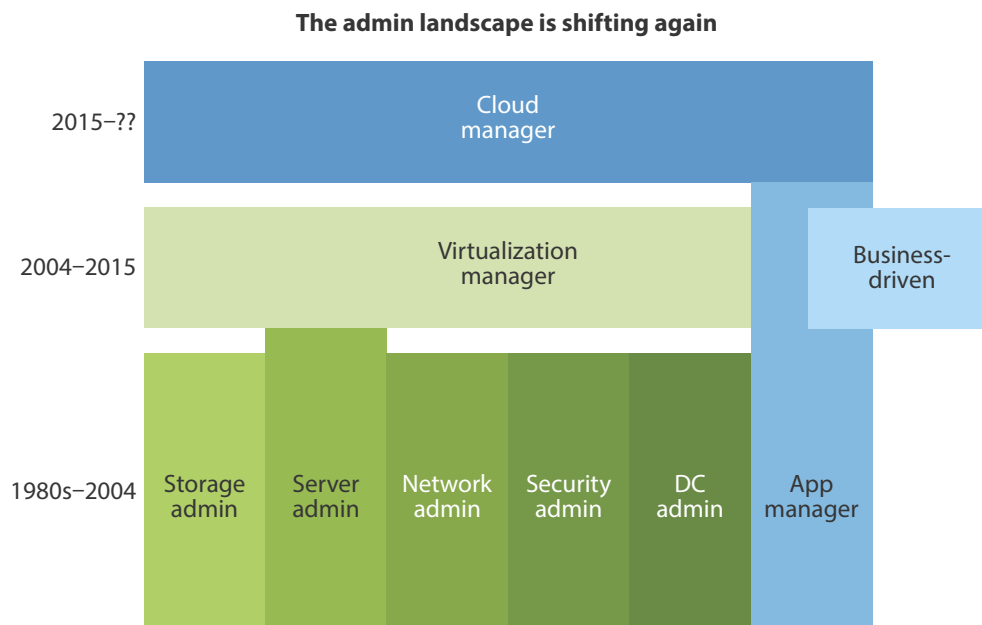 The admin landscape is shifting again
2015–??
Cloud
manager
2004–2015
Virtualization
manager
Business-
driven
1980s–2004
Storage
admin
Server
admin
Network
admin
Security
admin
DC
admin
App
manager